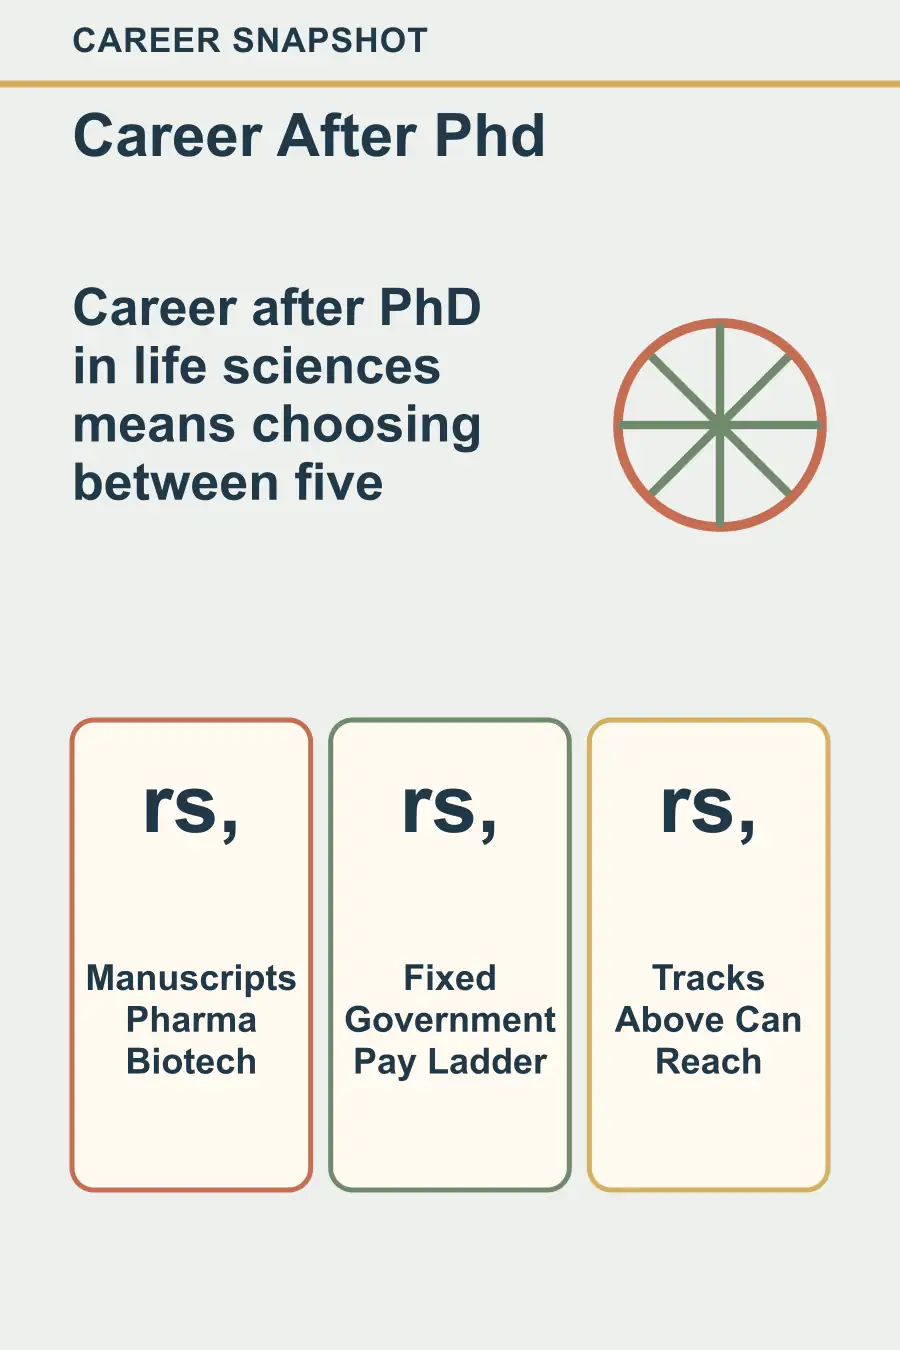 CAREER SNAPSHOT
Career After Phd
Career after PhD
in life sciences
means choosing
between five
rs,
Manuscripts
Pharma
Biotech
rs,
Fixed
Government
Pay Ladder
rs,
Tracks
Above Can
Reach